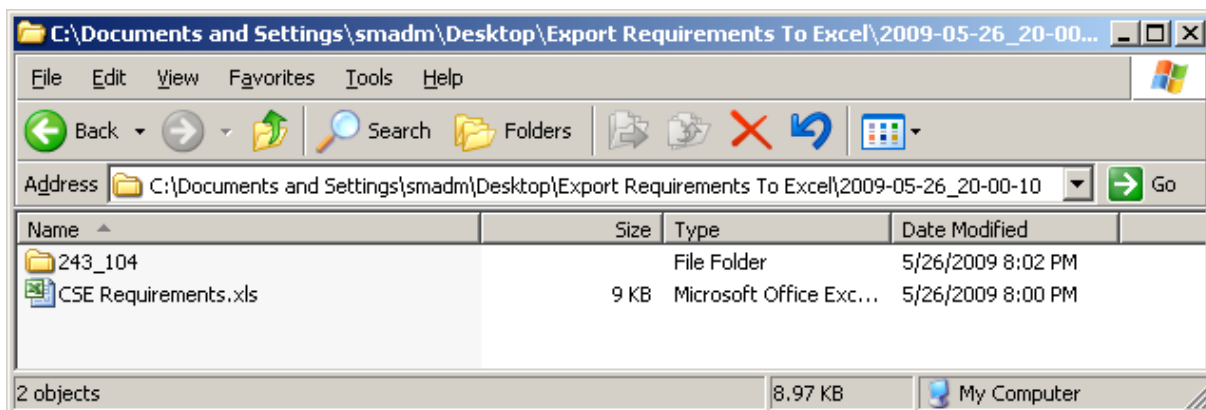 C:\Documents and Settings\smadm\Desktop\Export Requirements To Excel\2009-05-26_20-00...
File Edit View Favorites Tools Help
Back Search Folders
Address C:\Documents and Settings\smadm\Desktop\Export Requirements To Excel\2009-05-26_20-00-10 Go
Name Size Type Date Modified
243_104 File Folder 5/26/2009 8:02 PM
CSE Requirements.xls 9 KB Microsoft Office Exc... 5/26/2009 8:00 PM
2 objects 8.97 KB My Computer